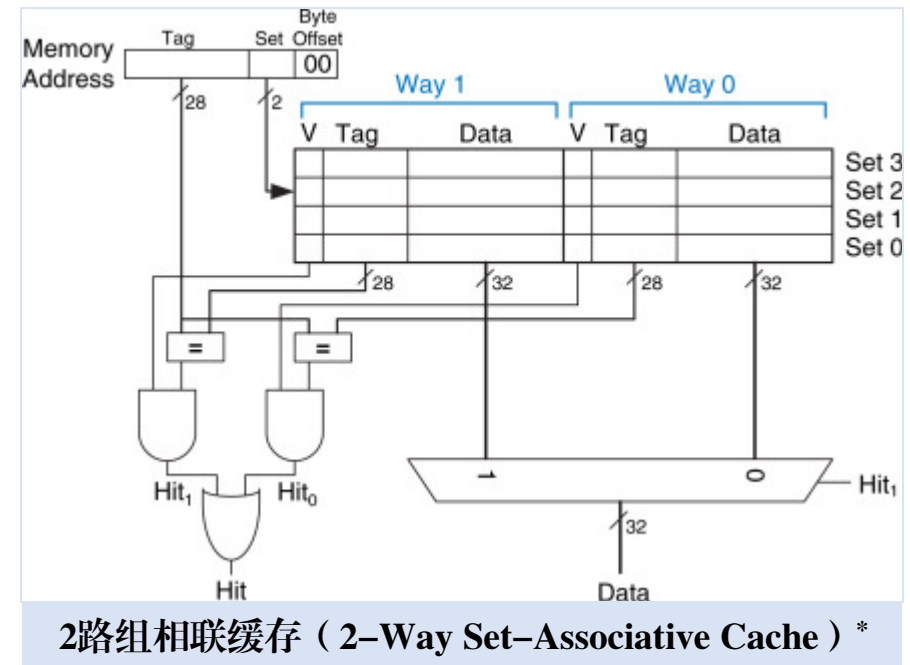 Memory Address
Tag
Set
Byte Offset
00
28
2
Way 1
Way 0
V Tag Data V Tag Data
Set 3
Set 2
Set 1
Set 0
28
32
28
32
=
=
1
0
Hit₁
Hit₀
Hit₁
32
Hit
Data
2路组相联缓存（2-Way Set-Associative Cache）*